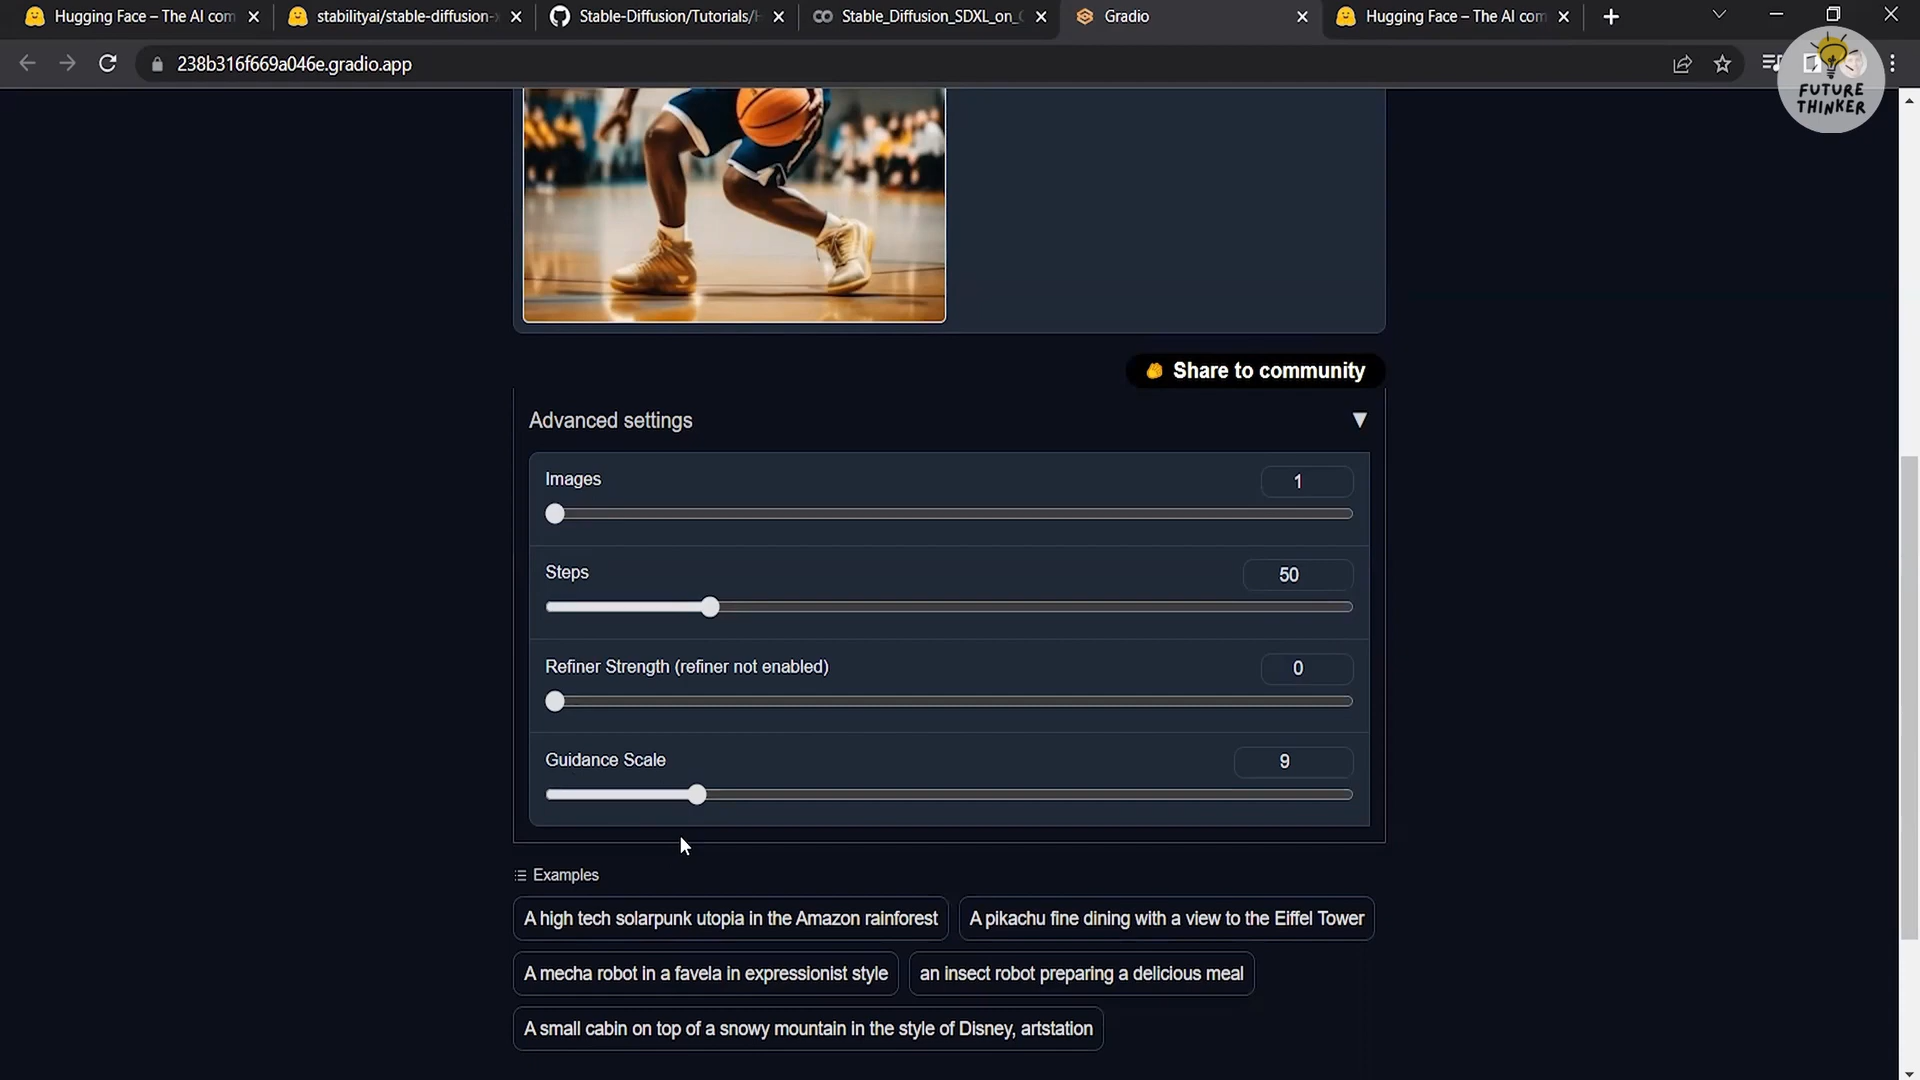 Hugging Face – The AI com
stabilityai/stable-diffusion-
Stable-Diffusion/Tutorials/
Stable_Diffusion_SDXL_on_
Gradio
Hugging Face – The AI com
238b316f669a046e.gradio.app
FUTURE
THINKER
Share to community
Advanced settings
Images
1
Steps
50
Refiner Strength (refiner not enabled)
0
Guidance Scale
9
Examples
A high tech solarpunk utopia in the Amazon rainforest
A pikachu fine dining with a view to the Eiffel Tower
A mecha robot in a favela in expressionist style
an insect robot preparing a delicious meal
A small cabin on top of a snowy mountain in the style of Disney, artstation